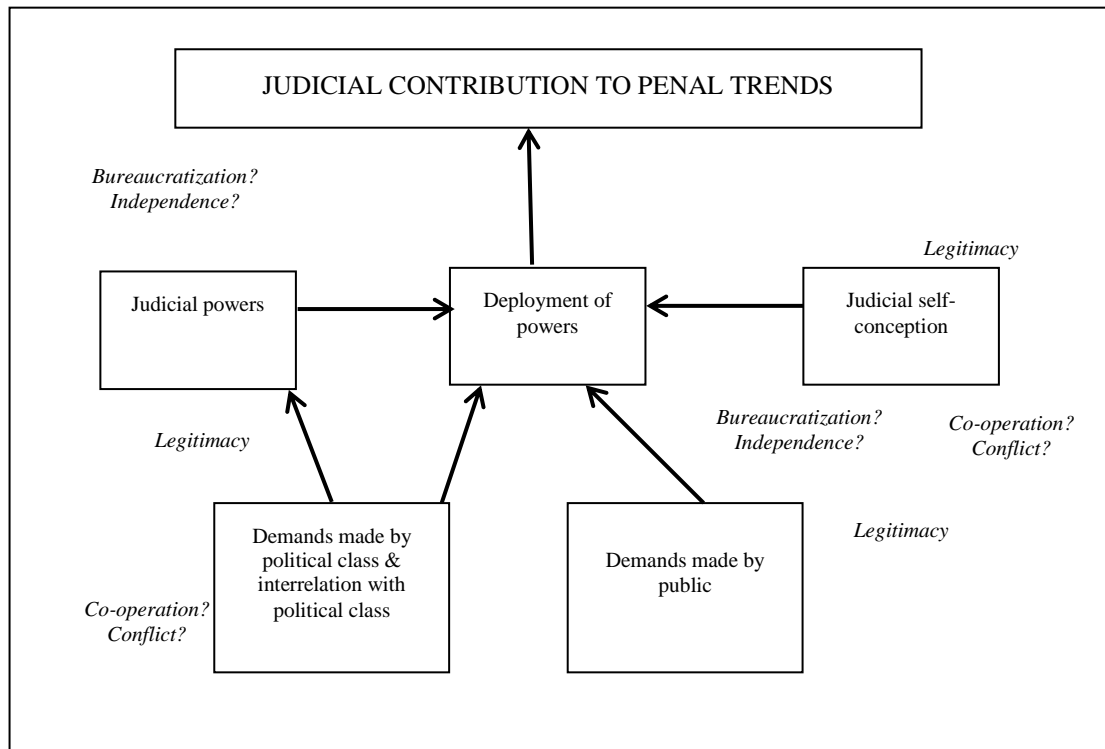 JUDICIAL CONTRIBUTION TO PENAL TRENDS
Bureaucratization?
Independence?
Legitimacy
Judicial powers
Deployment of
powers
Judicial self-
conception
Bureaucratization?
Independence?
Co-operation?
Conflict?
Legitimacy
Demands made by
political class &
interrelation with
political class
Demands made by
public
Legitimacy
Co-operation?
Conflict?